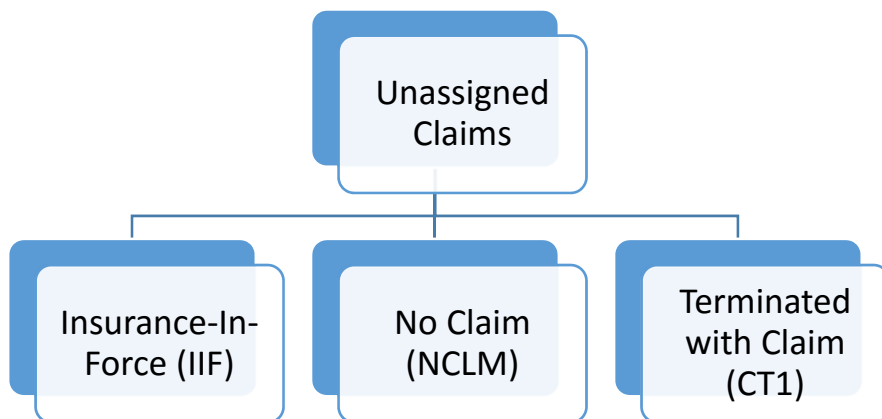 Unassigned
Claims
Insurance-In-
Force (IIF)
No Claim
(NCLM)
Terminated
with Claim
(CT1)